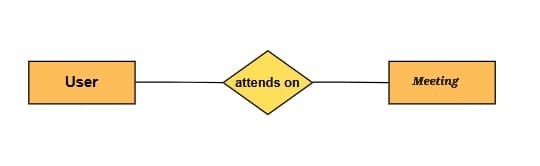 User
attends on
Meeting